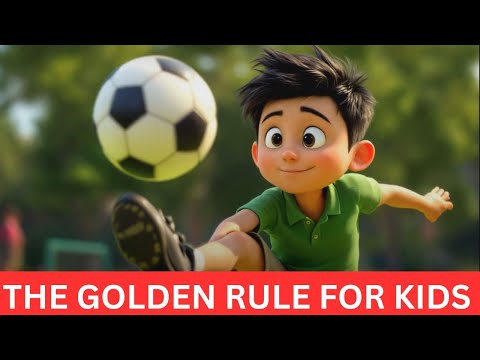 THE GOLDEN RULE FOR KIDS